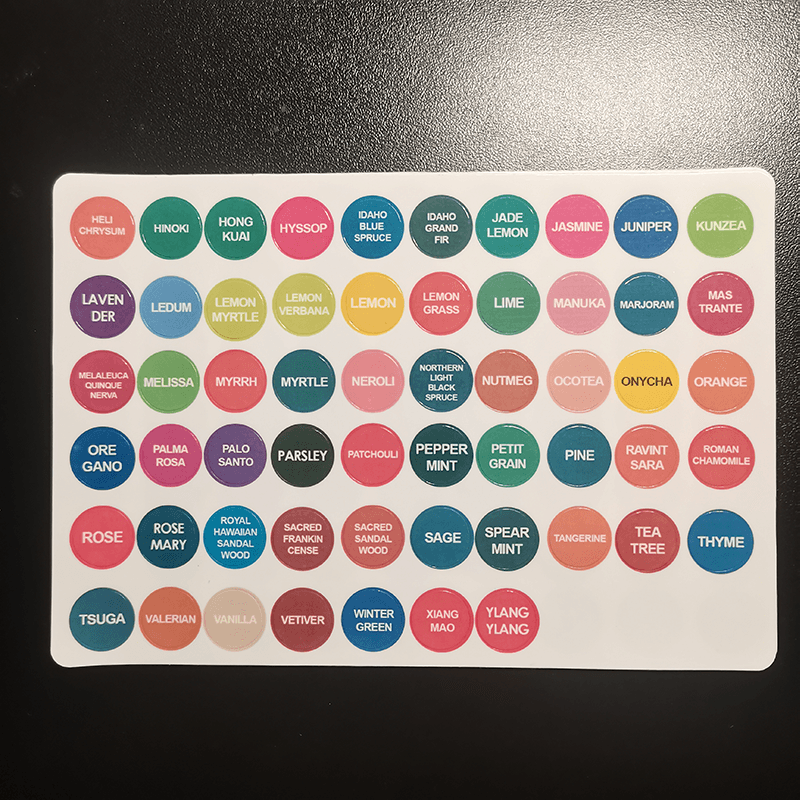 HELI
CHRYSUM
HINOKI
HONG
KUAI
HYSSOP
IDAHO
BLUE
SPRUCE
IDAHO
GRAND
FIR
JADE
LEMON
JASMINE
JUNIPER
KUNZEA
LAVEN
DER
LEDUM
LEMON
MYRTLE
LEMON
VERBANA
LEMON
LEMON
GRASS
LIME
MANUKA
MARJORAM
MAS
TRANTE
MELALEUCA
QUINQUE
NERVA
MELISSA
MYRRH
MYRTLE
NEROLI
NORTHERN
LIGHT
BLACK
SPRUCE
NUTMEG
OCOTEA
ONYCHA
ORANGE
ORE
GANO
PALMA
ROSA
PALO
SANTO
PARSLEY
PATCHOULI
PEPPER
MINT
PETIT
GRAIN
PINE
RAVINT
SARA
ROMAN
CHAMOMILE
ROSE
ROSE
MARY
ROYAL
HAWAIIAN
SANDAL
WOOD
SACRED
FRANKIN
CENSE
SACRED
SANDAL
WOOD
SAGE
SPEAR
MINT
TANGERINE
TEA
TREE
THYME
TSUGA
VALERIAN
VANILLA
VETIVER
WINTER
GREEN
XIANG
MAO
YLANG
YLANG